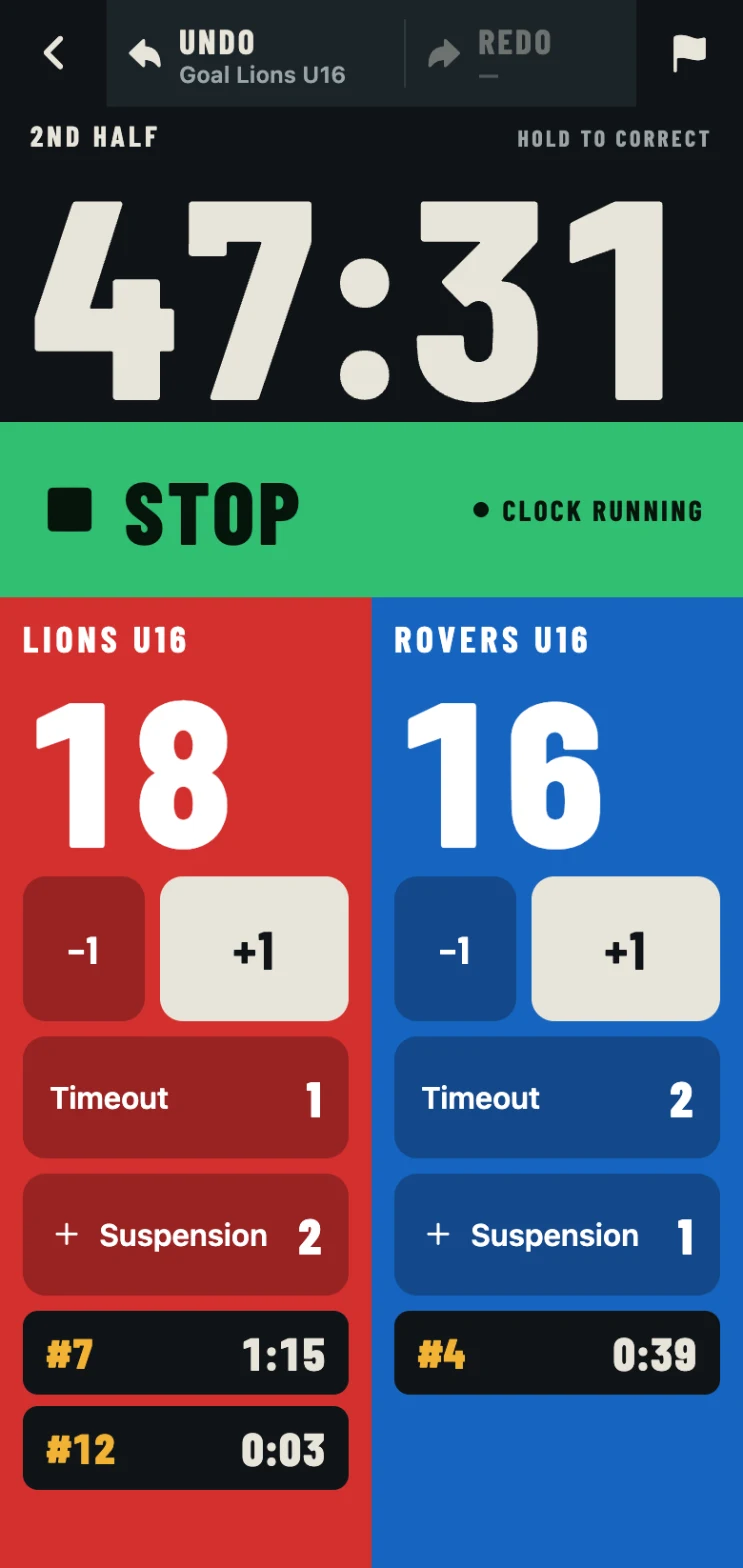 UNDO
Goal Lions U16
REDO
—
2ND HALF
HOLD TO CORRECT
47:31
STOP
CLOCK RUNNING
LIONS U16
18
−1
+1
Timeout 1
+ Suspension 2
#7 1:15
#12 0:03
ROVERS U16
16
−1
+1
Timeout 2
+ Suspension 1
#4 0:39